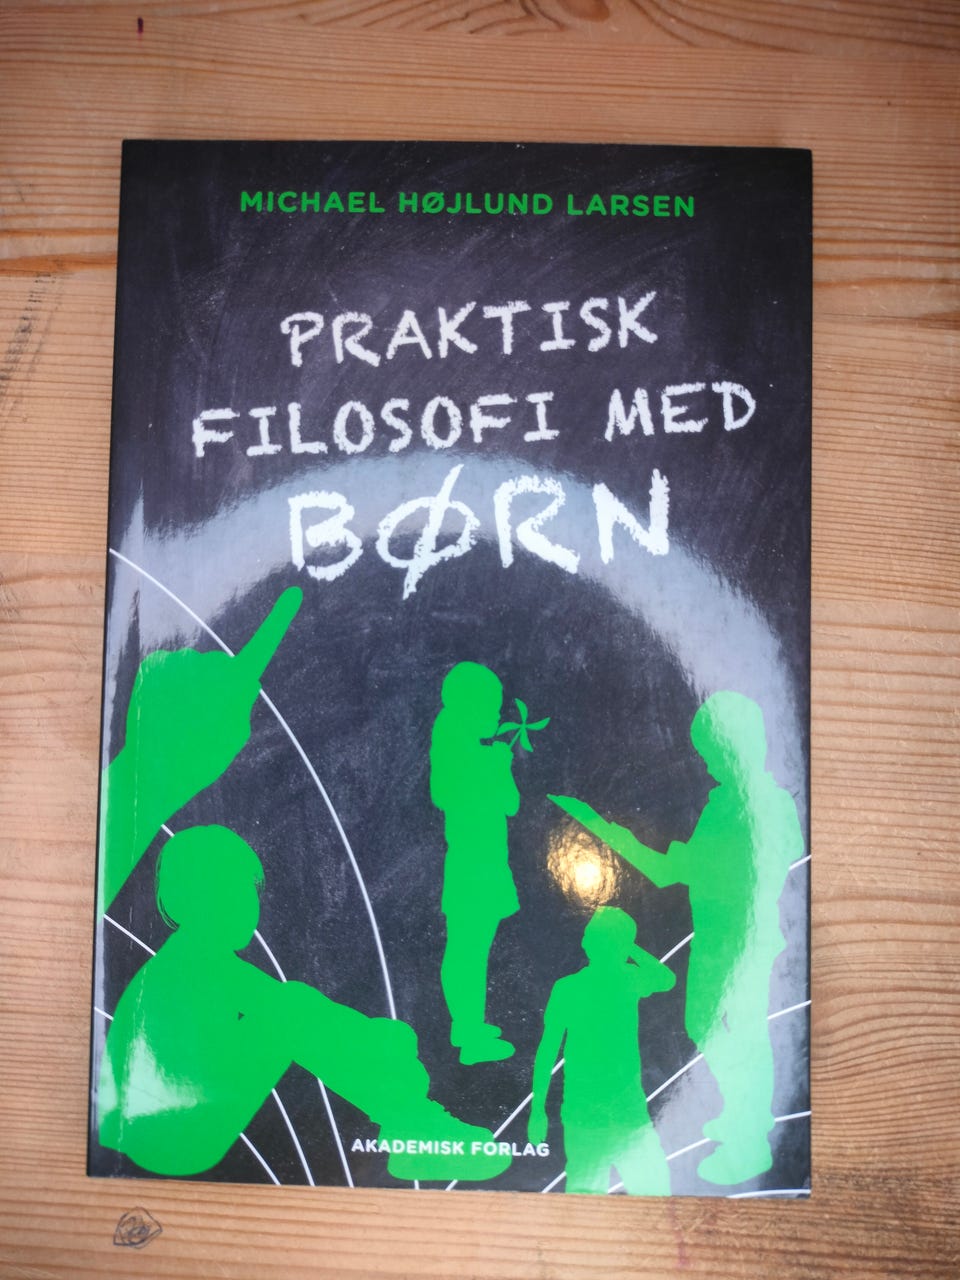 MICHAEL HØJLUND LARSEN
PRAKTISK
FILOSOFI MED
BØRN
AKADEMISK FORLAG